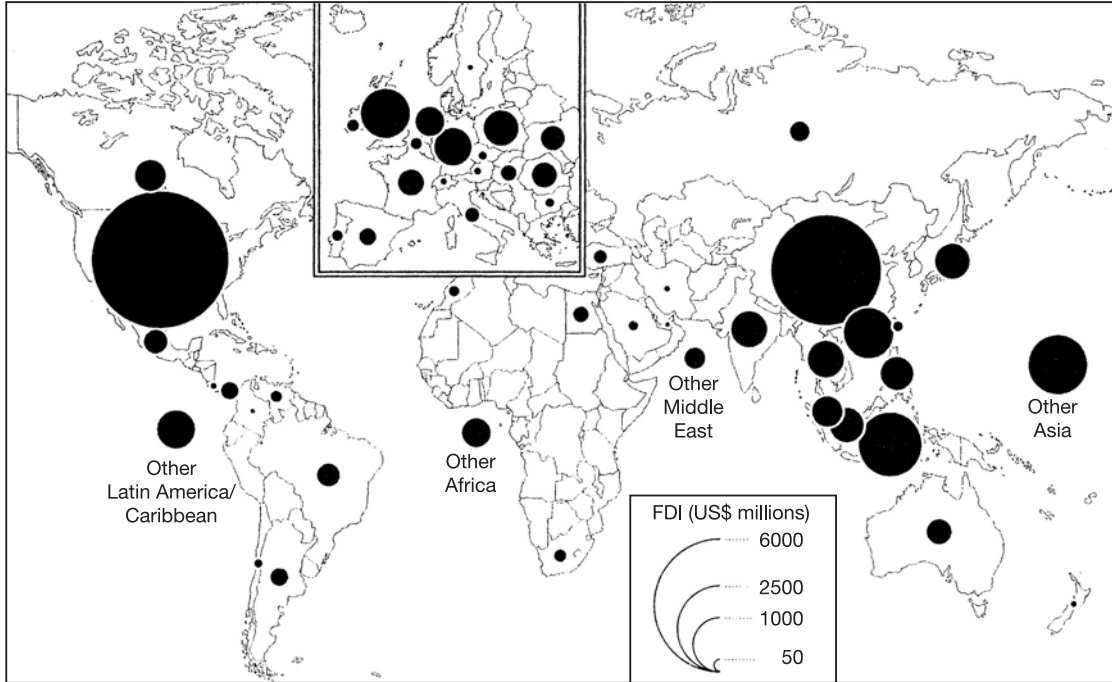 Other
Latin America/
Caribbean
Other
Africa
Other
Middle
East
Other
Asia
FDI (US$ millions)
6000
2500
1000
50